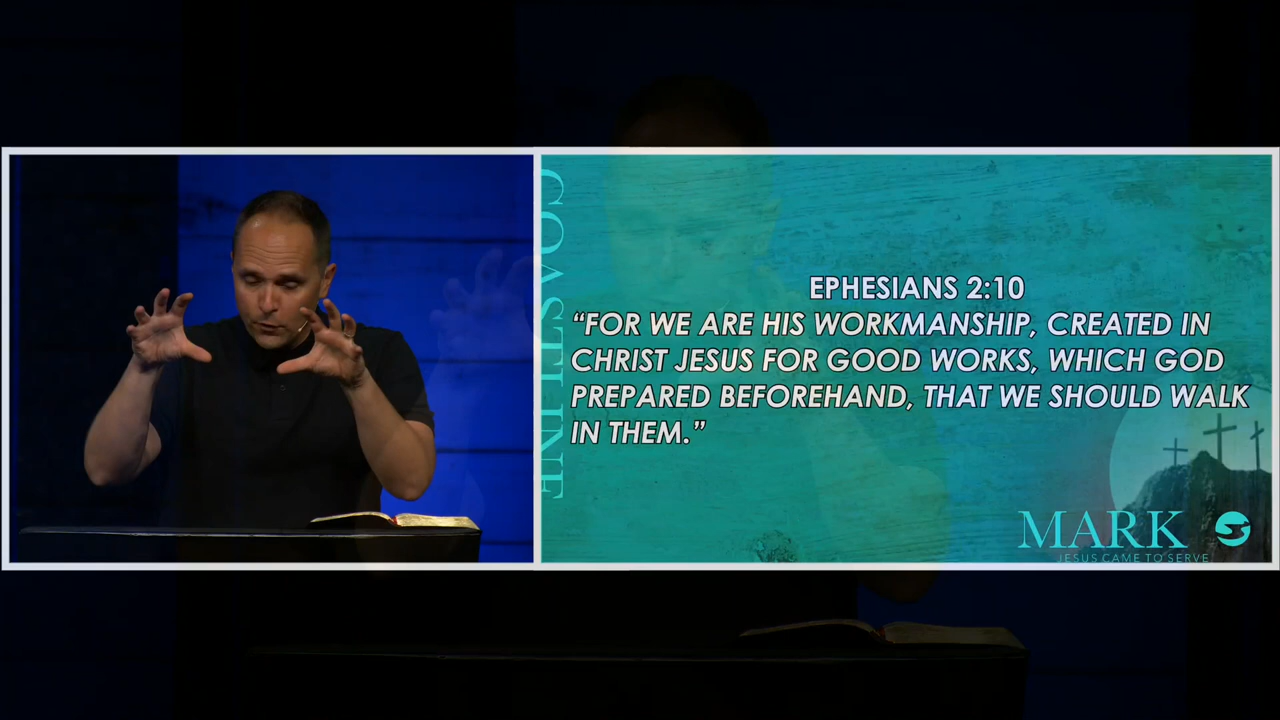 COASTLINE
EPHESIANS 2:10
“FOR WE ARE HIS WORKMANSHIP, CREATED IN
CHRIST JESUS FOR GOOD WORKS, WHICH GOD
PREPARED BEFOREHAND, THAT WE SHOULD WALK
IN THEM.”
MARK
JESUS CAME TO SERVE